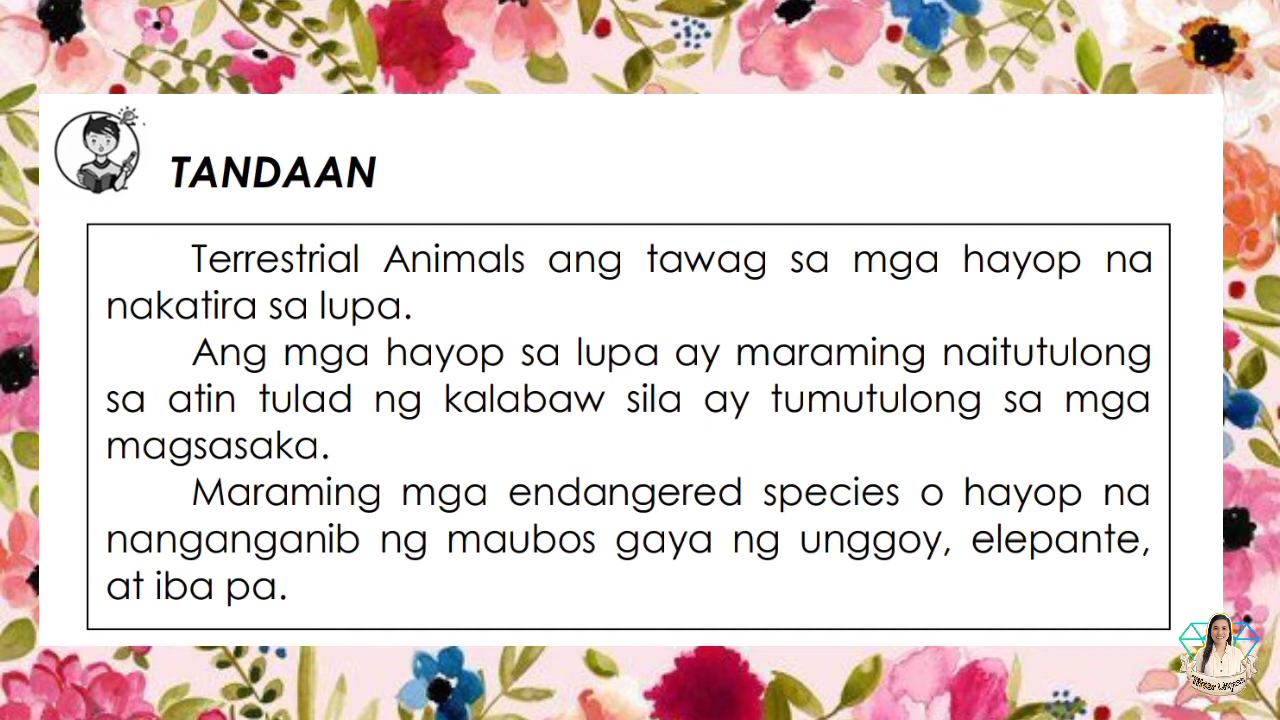 TANDAAN
Terrestrial Animals ang tawag sa mga hayop na
nakatira sa lupa.
Ang mga hayop sa lupa ay maraming naitutulong
sa atin tulad ng kalabaw sila ay tumutulong sa mga
magsasaka.
Maraming mga endangered species o hayop na
nanganganib ng maubos gaya ng unggoy, elepante,
at iba pa.